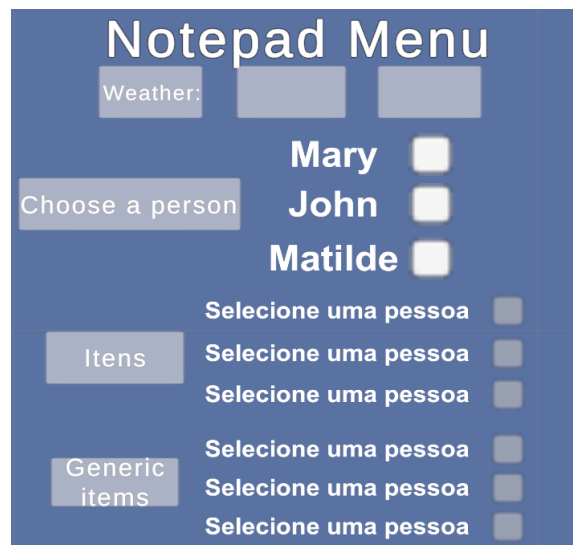 Notepad Menu
Weather:
Mary
Choose a person
John
Matilde
Selecione uma pessoa
Itens
Selecione uma pessoa
Selecione uma pessoa
Selecione uma pessoa
Generic
items
Selecione uma pessoa
Selecione uma pessoa